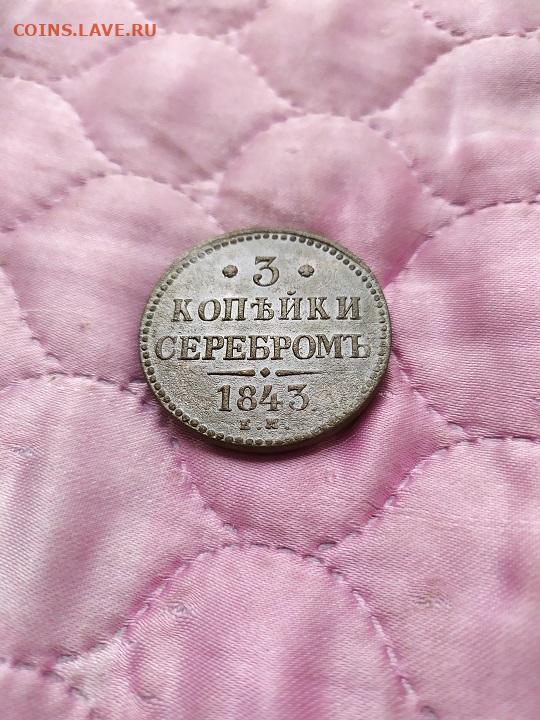 COINS.LAVE.RU
• 3 •
КОПѢЙКИ
СЕРЕБРОМЪ
1843.
Е.М.